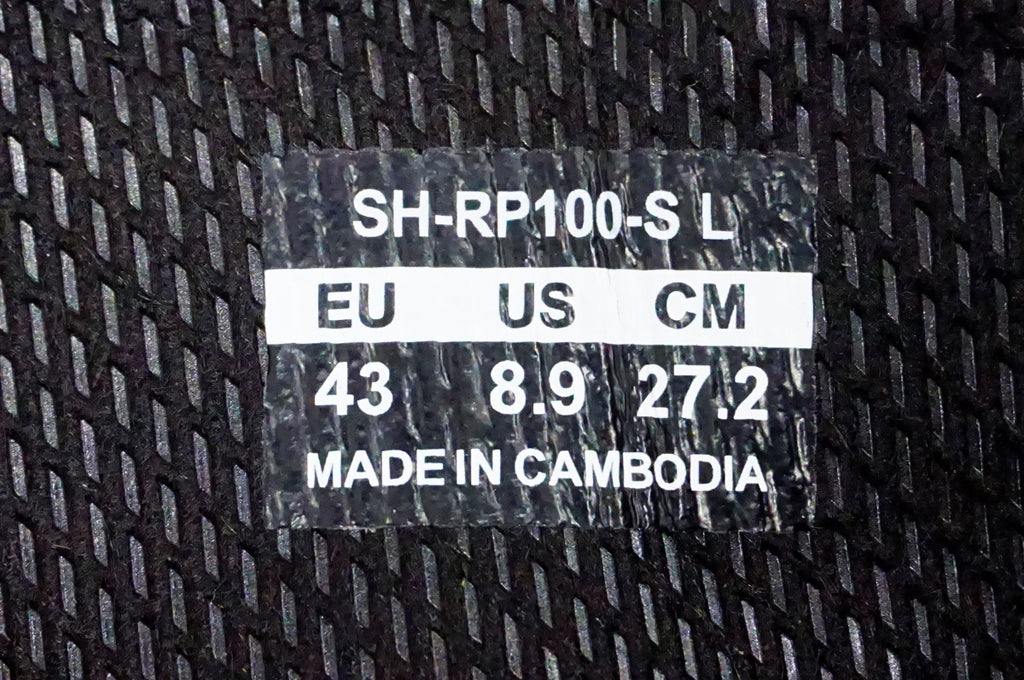 SH-RP100-S L
EU US CM
43 8.9 27.2
MADE IN CAMBODIA